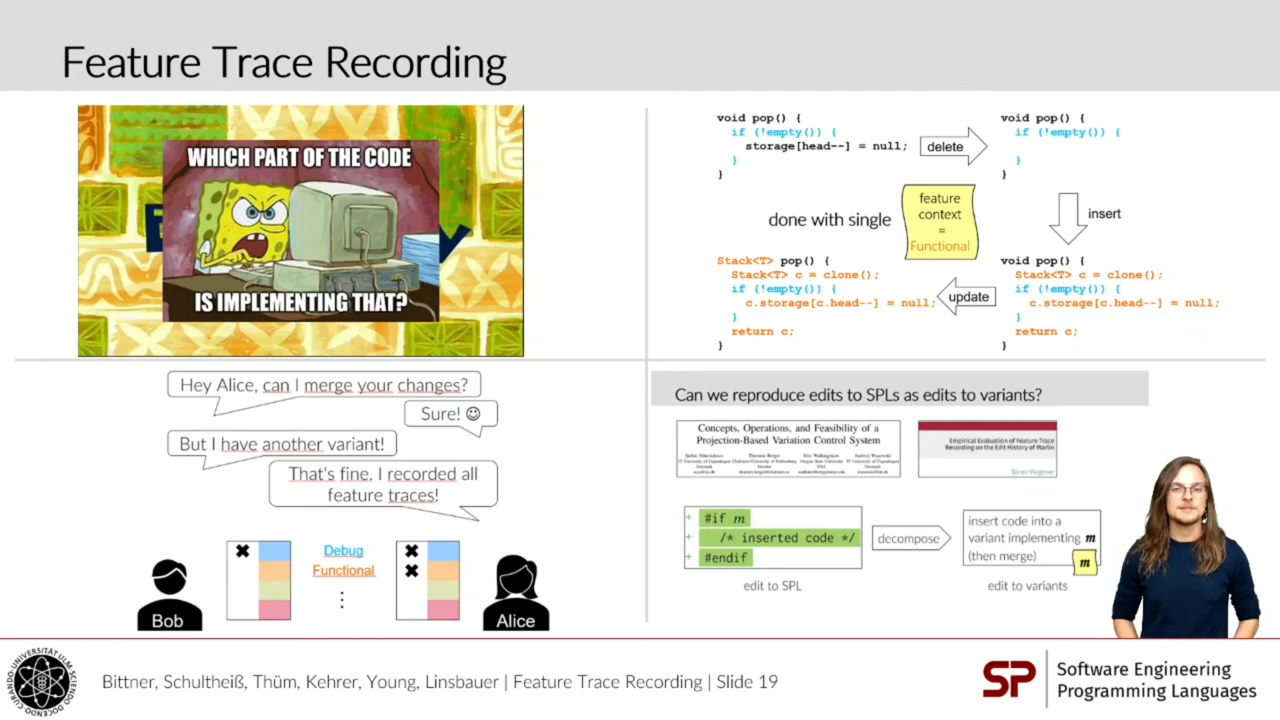 Feature Trace Recording
WHICH PART OF THE CODE
IS IMPLEMENTING THAT?
void pop() {
  if (!empty()) {
    storage[head--] = null;
  }
}
delete
void pop() {
  if (!empty()) {
  }
}
done with single
feature
context
=
Functional
insert
Stack<T> pop() {
  Stack<T> c = clone();
  if (!empty()) {
    c.storage[c.head--] = null;
  }
  return c;
}
update
void pop() {
  Stack<T> c = clone();
  if (!empty()) {
    c.storage[c.head--] = null;
  }
  return c;
}
Hey Alice, can I merge your changes?
Sure! ☺
But I have another variant!
That's fine, I recorded all
feature traces!
Debug
Functional
⋮
Bob
Alice
Can we reproduce edits to SPLs as edits to variants?
Concepts, Operations, and Feasibility of a
Projection-Based Variation Control System
Empirical Evaluation of Feature Trace
Recording on the Edit History of Marlin
Sören Viegener
+ #if m
+ /* inserted code */
+ #endif
edit to SPL
decompose
insert code into a
variant implementing m
(then merge)
m
edit to variants
Bittner, Schultheiß, Thüm, Kehrer, Young, Linsbauer | Feature Trace Recording | Slide 19
SP
Software Engineering
Programming Languages